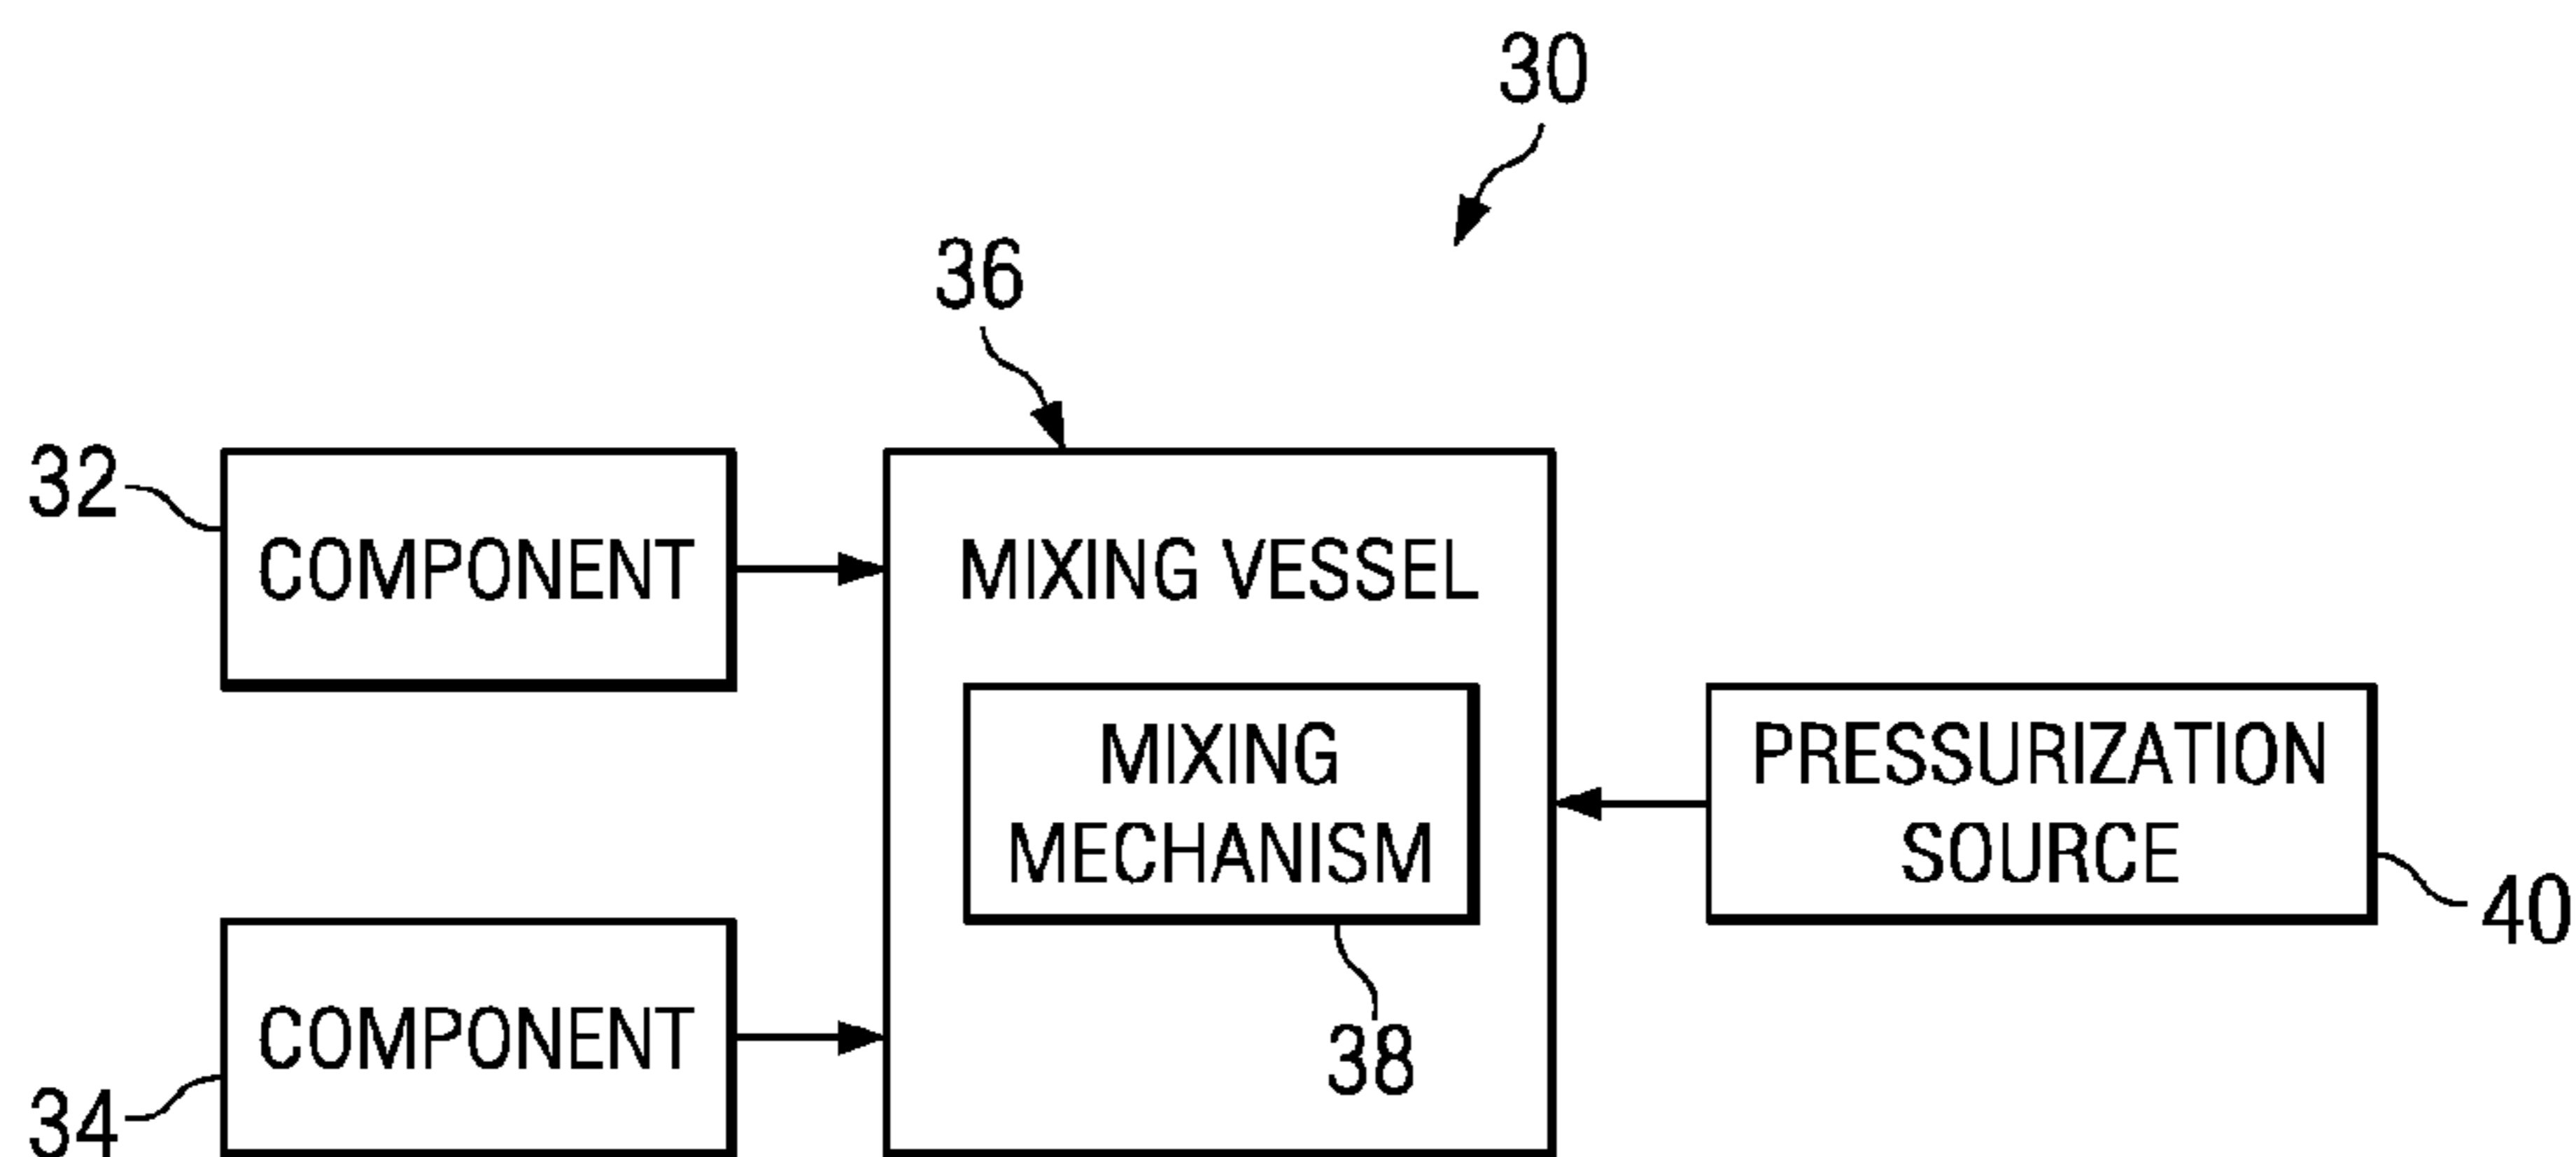 30
36
32
COMPONENT
MIXING VESSEL
MIXING
MECHANISM
PRESSURIZATION
SOURCE
40
COMPONENT
38
34